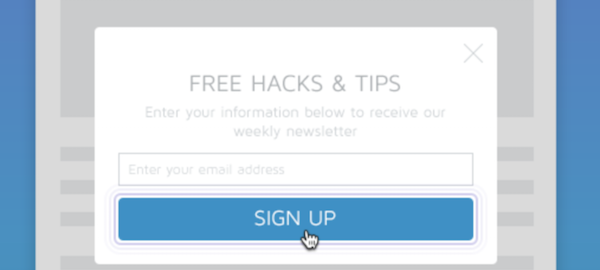 FREE HACKS & TIPS
Enter your information below to receive our
weekly newsletter
Enter your email address
SIGN UP